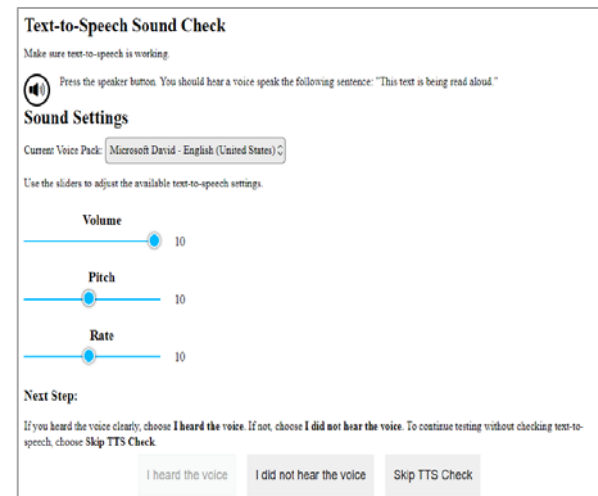 Text-to-Speech Sound Check
Make sure text-to-speech is working.
Press the speaker button. You should hear a voice speak the following sentence: "This text is being read aloud."
Sound Settings
Current Voice Pack: Microsoft David - English (United States)
Use the sliders to adjust the available text-to-speech settings.
Volume
10
Pitch
10
Rate
10
Next Step:
If you heard the voice clearly, choose I heard the voice. If not, choose I did not hear the voice. To continue testing without checking text-to-
speech, choose Skip TTS Check
I heard the voice I did not hear the voice Skip TTS Check